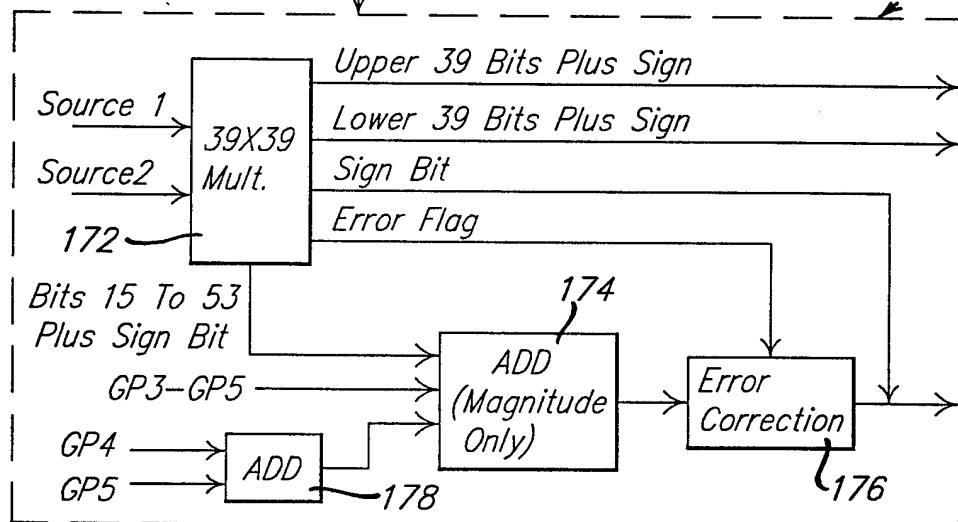 Upper 39 Bits Plus Sign
Source 1
Lower 39 Bits Plus Sign
39X39
Mult.
Source2
Sign Bit
Error Flag
172
Bits 15 To 53
Plus Sign Bit
174
ADD
(Magnitude
Only)
GP3-GP5
Error
Correction
GP4
GP5
ADD
178
176